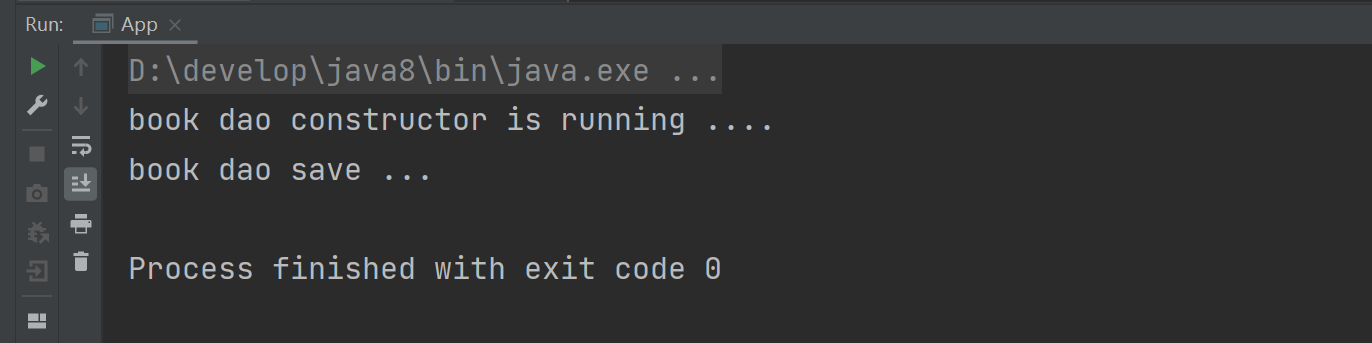 Run: App
D:\develop\java8\bin\java.exe ...
book dao constructor is running ....
book dao save ...
Process finished with exit code 0